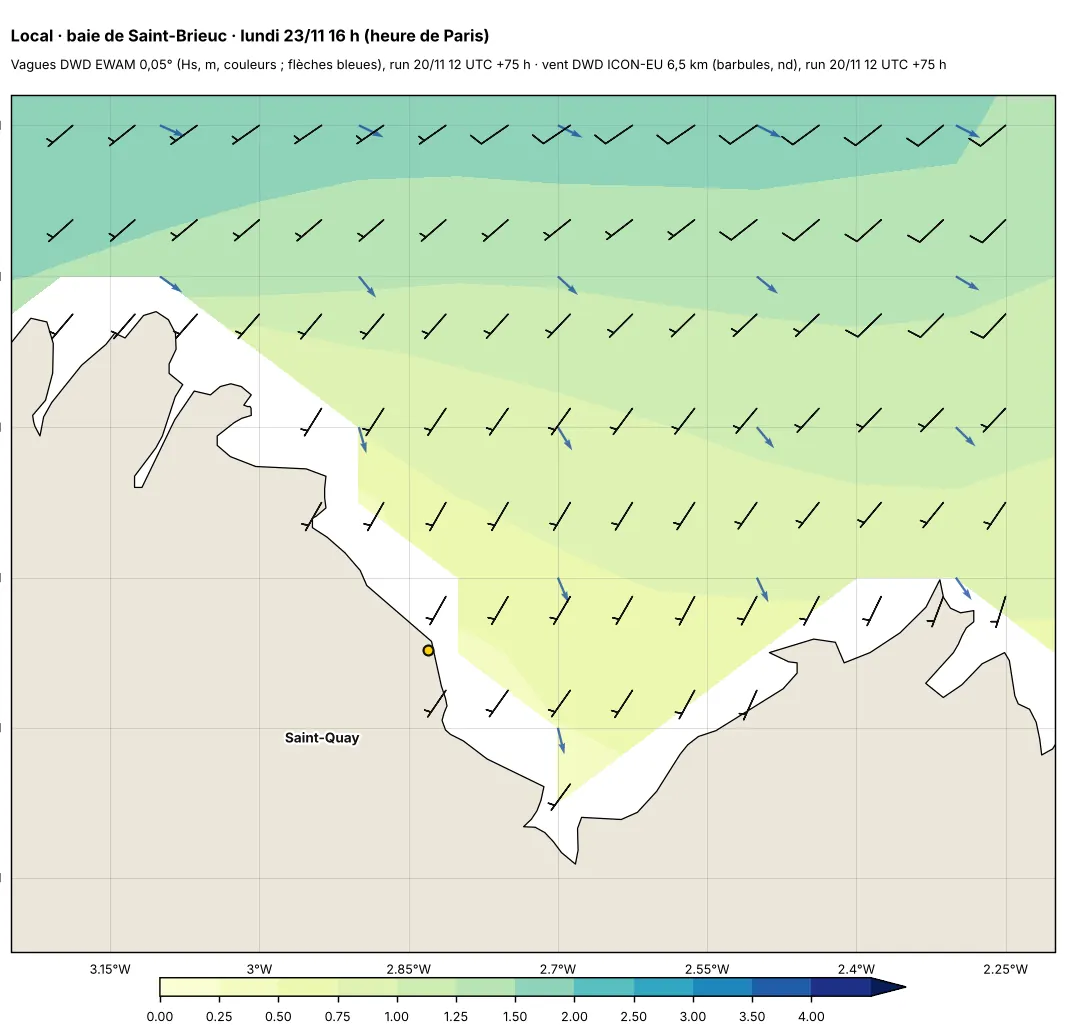 Local · baie de Saint-Brieuc · lundi 23/11 16 h (heure de Paris)
Vagues DWD EWAM 0,05° (Hs, m, couleurs ; flèches bleues), run 20/11 12 UTC +75 h · vent DWD ICON-EU 6,5 km (barbules, nd), run 20/11 12 UTC +75 h
Saint-Quay
3.15°W 3°W 2.85°W 2.7°W 2.55°W 2.4°W 2.25°W
0.00 0.25 0.50 0.75 1.00 1.25 1.50 2.00 2.50 3.00 3.50 4.00